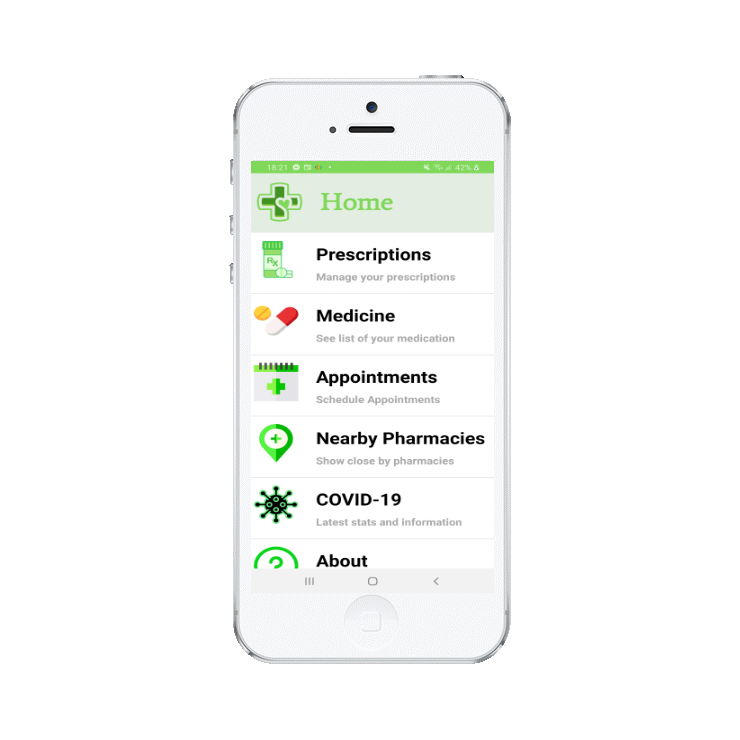 18:21 42%
Home
Rx
Prescriptions
Manage your prescriptions
Medicine
See list of your medication
Appointments
Schedule Appointments
Nearby Pharmacies
Show close by pharmacies
COVID-19
Latest stats and information
About